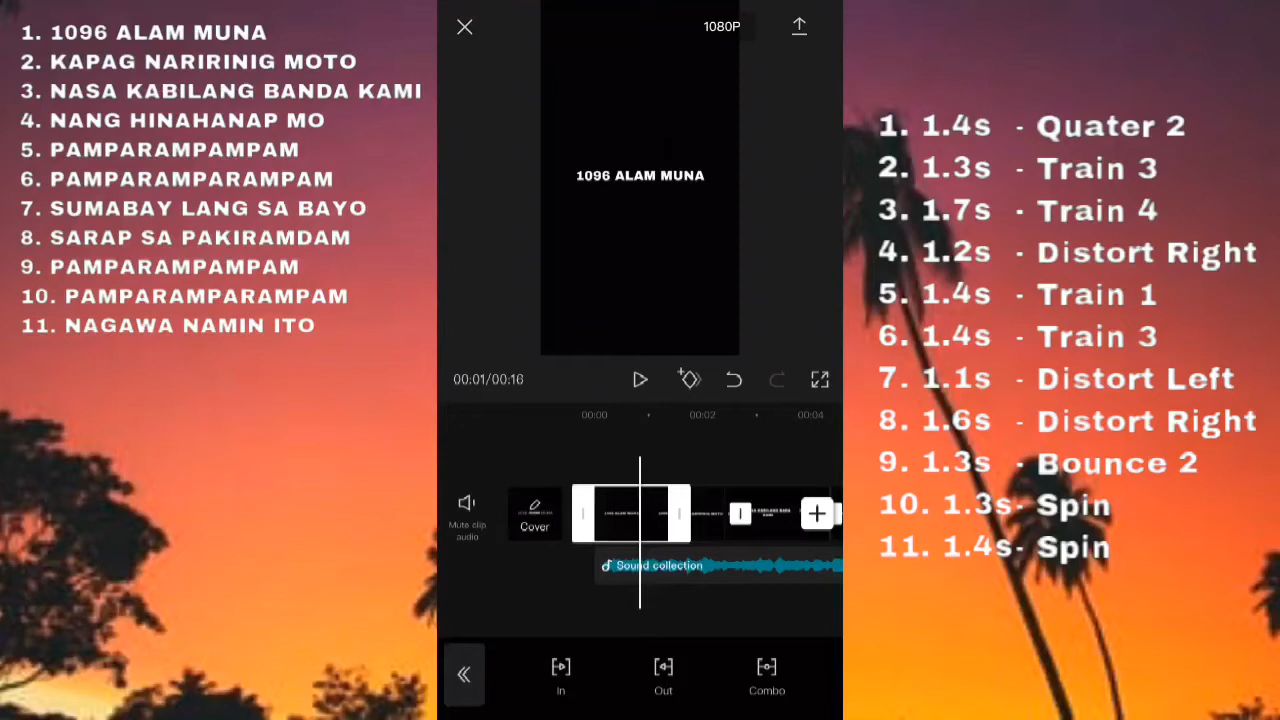 1. 1096 ALAM MUNA
2. KAPAG NARIRINIG MOTO
3. NASA KABILANG BANDA KAMI
4. NANG HINAHANAP MO
5. PAMPARAMPAMPAM
6. PAMPARAMPARAMPAM
7. SUMABAY LANG SA BAYO
8. SARAP SA PAKIRAMDAM
9. PAMPARAMPAMPAM
10. PAMPARAMPARAMPAM
11. NAGAWA NAMIN ITO
1080P
1096 ALAM MUNA
00:01/00:16
00:00
00:02
00:04
Mute clip
audio
Cover
Sound collection
In
Out
Combo
1. 1.4s - Quater 2
2. 1.3s - Train 3
3. 1.7s - Train 4
4. 1.2s - Distort Right
5. 1.4s - Train 1
6. 1.4s - Train 3
7. 1.1s - Distort Left
8. 1.6s - Distort Right
9. 1.3s - Bounce 2
10. 1.3s- Spin
11. 1.4s- Spin